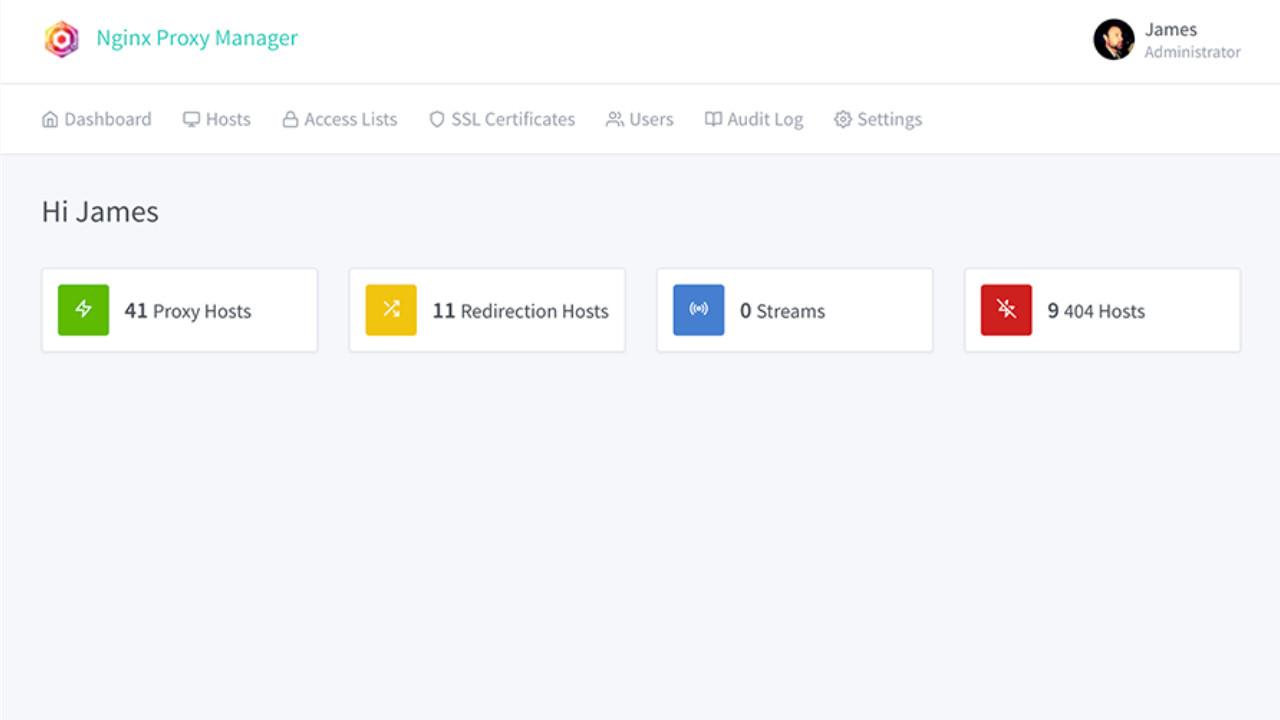 Nginx Proxy Manager
James
Administrator
Dashboard Hosts Access Lists SSL Certificates Users Audit Log Settings
Hi James
41 Proxy Hosts 11 Redirection Hosts 0 Streams 9 404 Hosts